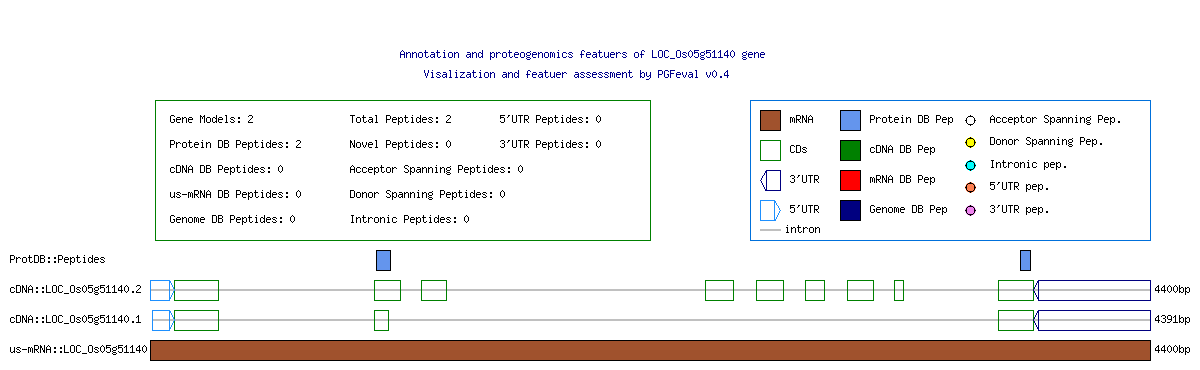 Annotation and proteogenomics featuers of LOC_Os05g51140 gene
Visalization and featuer assessment by PGFeval v0.4
Gene Models: 2
Total Peptides: 2
5'UTR Peptides: 0
Protein DB Peptides: 2
Novel Peptides: 0
3'UTR Peptides: 0
cDNA DB Peptides: 0
Acceptor Spanning Peptides: 0
us-mRNA DB Peptides: 0
Donor Spanning Peptides: 0
Genome DB Peptides: 0
Intronic Peptides: 0
mRNA
Protein DB Pep
Acceptor Spanning Pep.
CDs
cDNA DB Pep
Donor Spanning Pep.
3'UTR
mRNA DB Pep
Intronic pep.
5'UTR
Genome DB Pep
5'UTR pep.
3'UTR pep.
intron
ProtDB::Peptides
cDNA::LOC_Os05g51140.2
4400bp
cDNA::LOC_Os05g51140.1
4391bp
us-mRNA::LOC_Os05g51140
4400bp